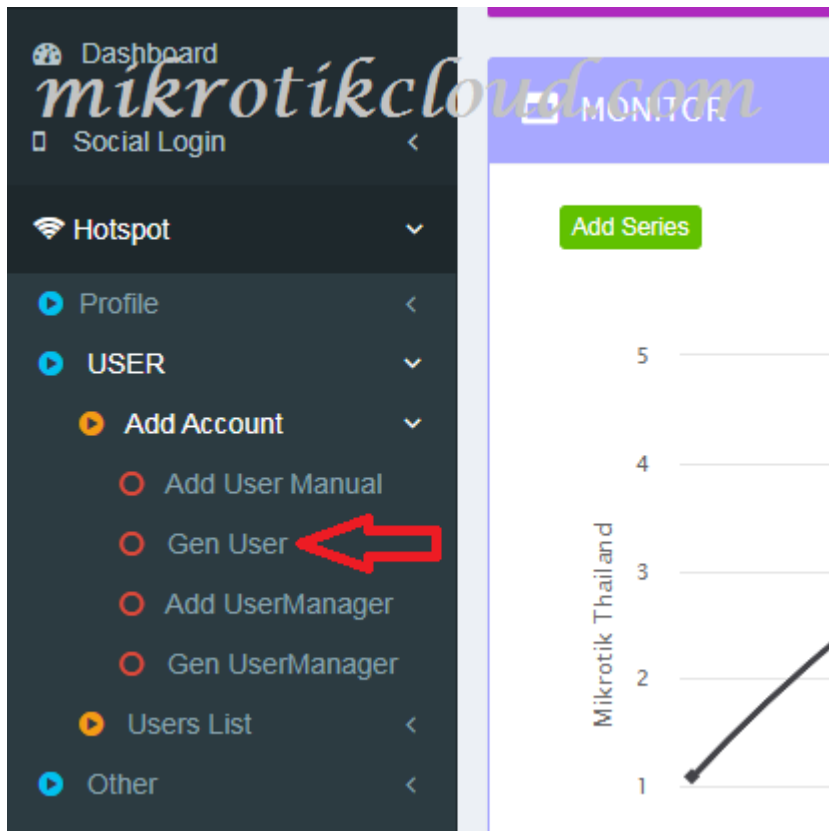 Dashboard
mikrotikcloud.com
Social Login
Hotspot
Profile
USER
Add Account
Add User Manual
Gen User
Add UserManager
Gen UserManager
Users List
Other
MONITOR
Add Series
5
4
3
2
1
Mikrotik Thailand